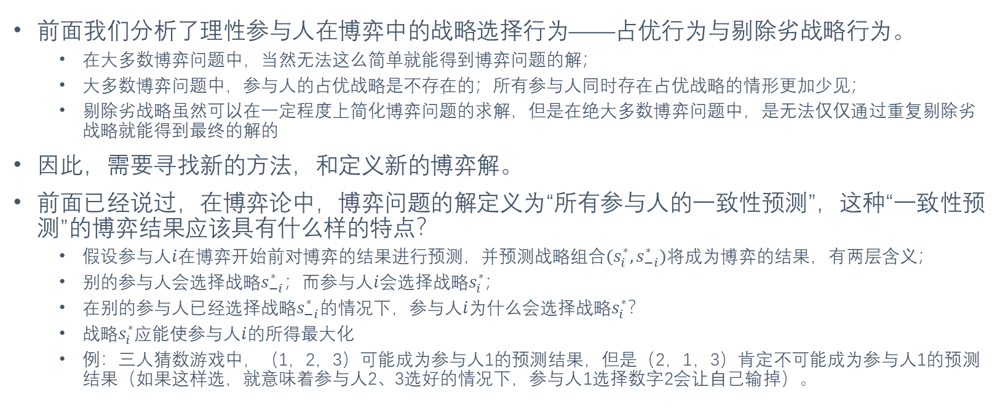 • 前面我们分析了理性参与人在博弈中的战略选择行为——占优行为与剔除劣战略行为。
• 在大多数博弈问题中，当然无法这么简单就能得到博弈问题的解；
• 大多数博弈问题中，参与人的占优战略是不存在的；所有参与人同时存在占优战略的情形更加少见；
• 剔除劣战略虽然可以在一定程度上简化博弈问题的求解，但是在绝大多数博弈问题中，是无法仅仅通过重复剔除劣
战略就能得到最终的解的
• 因此，需要寻找新的方法，和定义新的博弈解。
• 前面已经说过，在博弈论中，博弈问题的解定义为“所有参与人的一致性预测”，这种“一致性预
测”的博弈结果应该具有什么样的特点？
• 假设参与人i在博弈开始前对博弈的结果进行预测，并预测战略组合(s_i^*,s_{-i}^*)将成为博弈的结果，有两层含义；
• 别的参与人会选择战略s_{-i}^*；而参与人i会选择战略s_i^*；
• 在别的参与人已经选择战略s_{-i}^*的情况下，参与人i为什么会选择战略s_i^*？
• 战略s_i^*应能使参与人i的所得最大化
• 例：三人猜数游戏中，（1，2，3）可能成为参与人1的预测结果，但是（2，1，3）肯定不可能成为参与人1的预测
结果（如果这样选，就意味着参与人2、3选好的情况下，参与人1选择数字2会让自己输掉）。